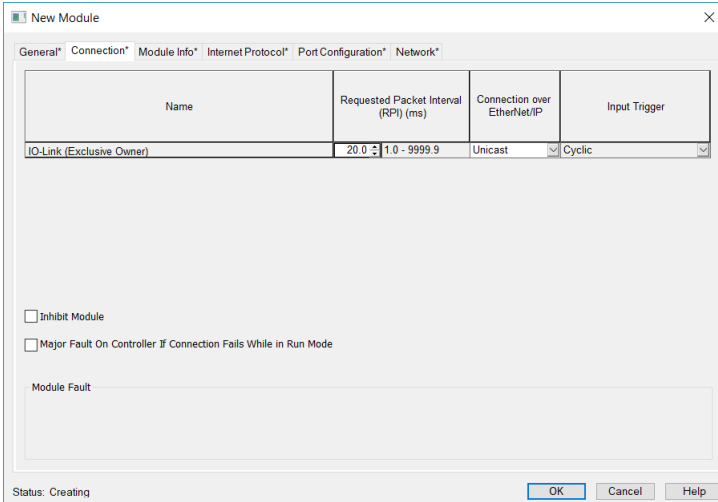 New Module
General* Connection* Module Info* Internet Protocol* Port Configuration* Network*
Name
Requested Packet Interval
(RPI) (ms)
Connection over
EtherNet/IP
Input Trigger
IO-Link (Exclusive Owner) 20.0 1.0 - 9999.9 Unicast Cyclic
Inhibit Module
Major Fault On Controller If Connection Fails While in Run Mode
Module Fault
Status: Creating OK Cancel Help